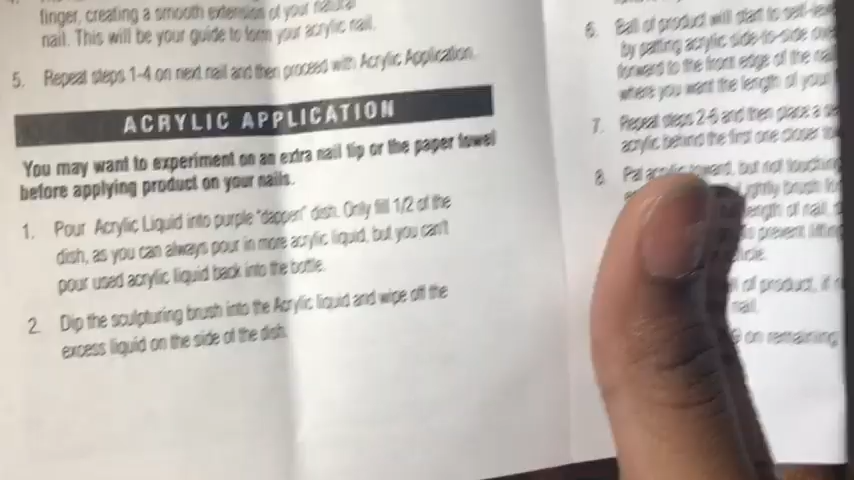 finger, creating a smooth extension of your natural
nail. This will be your guide to form your acrylic nail.
5. Repeat steps 1-4 on next nail and then proceed with Acrylic Application.
ACRYLIC APPLICATION
You may want to experiment on an extra nail tip or the paper towel
before applying product on your nails.
1. Pour Acrylic Liquid into purple "dappen" dish. Only fill 1/2 of the
dish, as you can always pour in more acrylic liquid, but you can't
pour used acrylic liquid back into the bottle.
2. Dip the sculpturing brush into the Acrylic liquid and wipe off the
excess liquid on the side of the dish.
6. Ball of product will start to self-
by patting acrylic side-to-side
forward to the front edge of the
where you want the length of your
7. Repeat steps 2-6 and then place a
acrylic behind the first one closer
8. Pat acrylic toward, but not touching
Lightly brush
length of nail,
prevent lifting
of product, if
nail.
on remaining